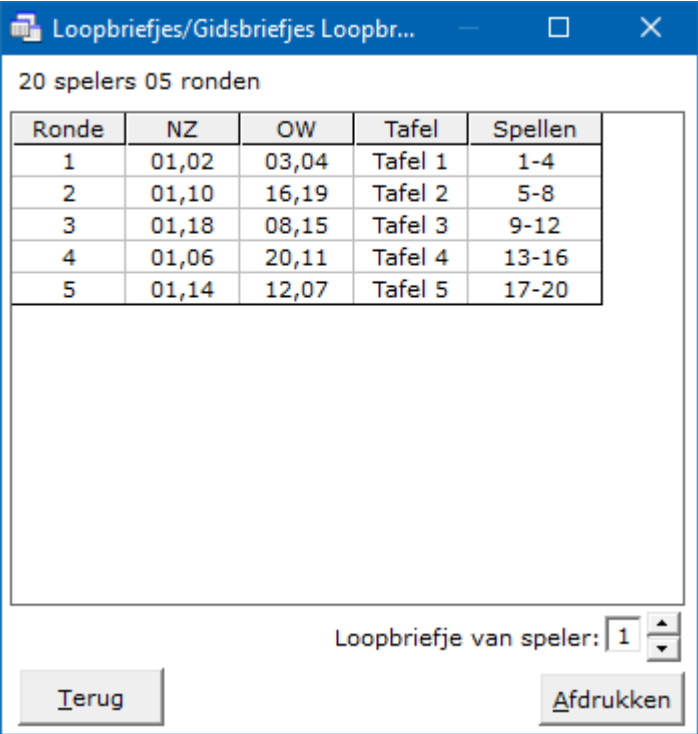 Loopbriefjes/Gidsbriefjes Loopbr...
20 spelers 05 ronden
Ronde NZ OW Tafel Spellen
1 01,02 03,04 Tafel 1 1-4
2 01,10 16,19 Tafel 2 5-8
3 01,18 08,15 Tafel 3 9-12
4 01,06 20,11 Tafel 4 13-16
5 01,14 12,07 Tafel 5 17-20
Loopbriefje van speler: 1
Terug Afdrukken